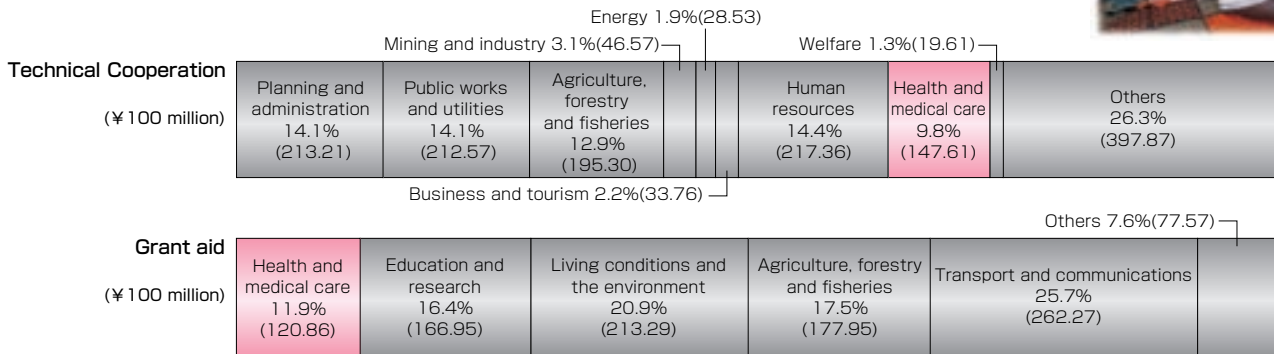 Energy 1.9%(28.53)
Mining and industry 3.1%(46.57)
Welfare 1.3%(19.61)
Technical Cooperation
(¥100 million)
Planning and
administration
14.1%
(213.21)
Public works
and utilities
14.1%
(212.57)
Agriculture,
forestry
and fisheries
12.9%
(195.30)
Human
resources
14.4%
(217.36)
Health and
medical care
9.8%
(147.61)
Others
26.3%
(397.87)
Business and tourism 2.2%(33.76)
Others 7.6%(77.57)
Grant aid
(¥100 million)
Health and
medical care
11.9%
(120.86)
Education and
research
16.4%
(166.95)
Living conditions and
the environment
20.9%
(213.29)
Agriculture, forestry
and fisheries
17.5%
(177.95)
Transport and communications
25.7%
(262.27)